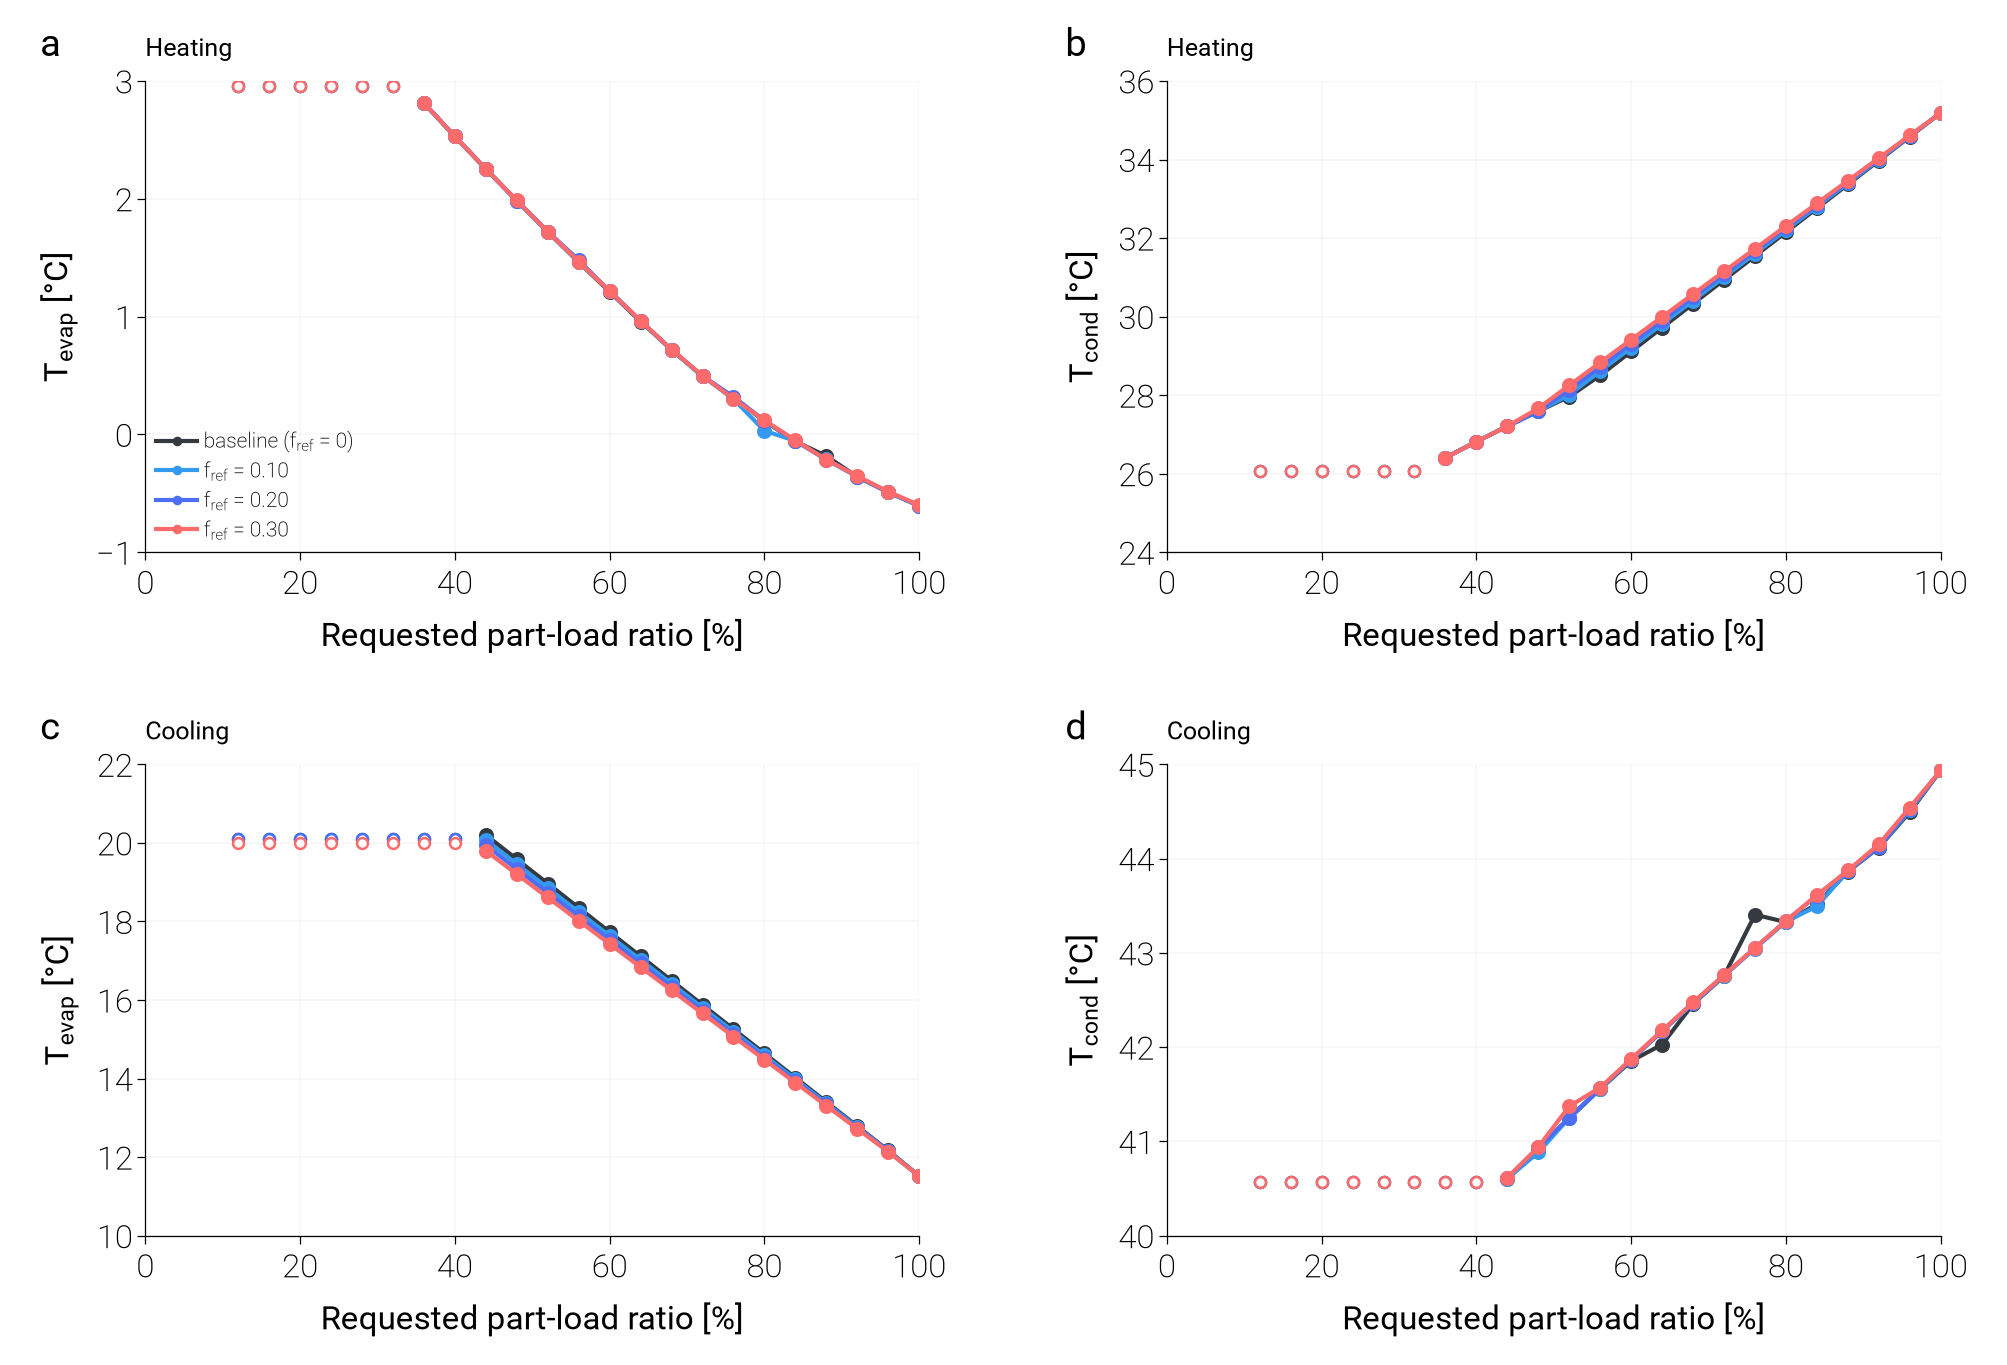 a
Heating
3
2
1
0
−1
T_evap [°C]
baseline (f_ref = 0)
f_ref = 0.10
f_ref = 0.20
f_ref = 0.30
0 20 40 60 80 100
Requested part-load ratio [%]
b
Heating
36
34
32
30
28
26
24
T_cond [°C]
0 20 40 60 80 100
Requested part-load ratio [%]
c
Cooling
22
20
18
16
14
12
10
T_evap [°C]
0 20 40 60 80 100
Requested part-load ratio [%]
d
Cooling
45
44
43
42
41
40
T_cond [°C]
0 20 40 60 80 100
Requested part-load ratio [%]